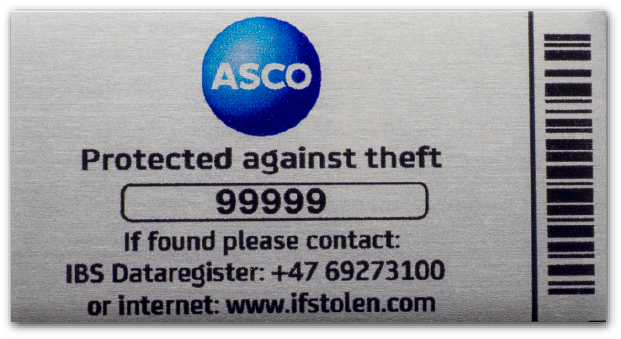 ASCO
Protected against theft
99999
If found please contact:
IBS Dataregister: +47 69273100
or internet: www.ifstolen.com